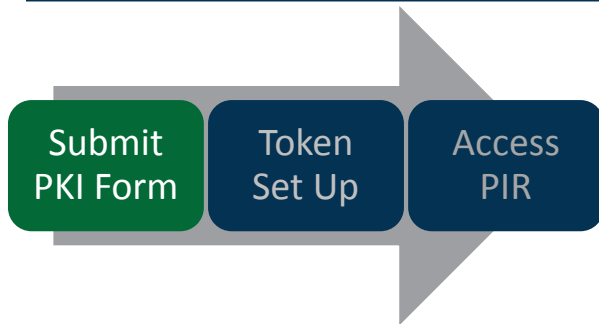 Submit
PKI Form
Token
Set Up
Access
PIR